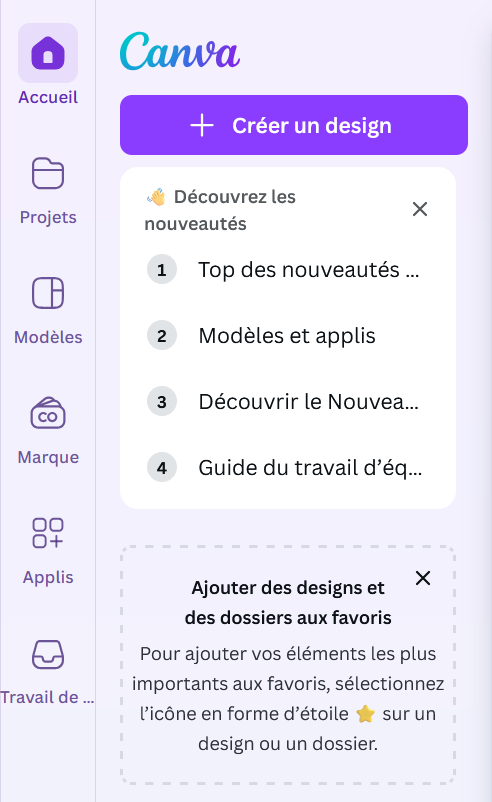 Canva
Accueil
Projets
Modèles
CO
Marque
Applis
Travail de ...
Créer un design
👋 Découvrez les
nouveautés
1 Top des nouveautés ...
2 Modèles et applis
3 Découvrir le Nouvea...
4 Guide du travail d’éq...
Ajouter des designs et
des dossiers aux favoris
Pour ajouter vos éléments les plus
importants aux favoris, sélectionnez
l’icône en forme d’étoile ⭐ sur un
design ou un dossier.